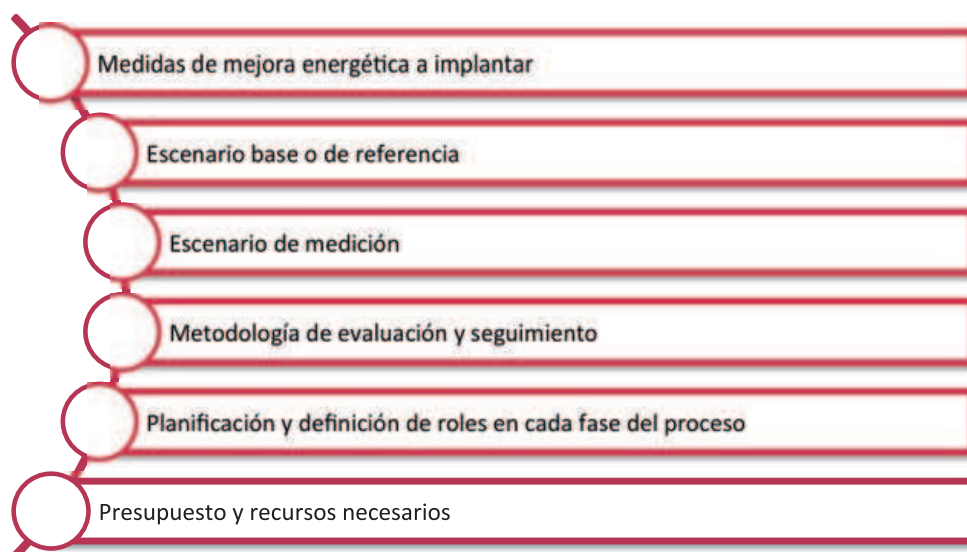 Medidas de mejora energética a implantar
Escenario base o de referencia
Escenario de medición
Metodología de evaluación y seguimiento
Planificación y definición de roles en cada fase del proceso
Presupuesto y recursos necesarios